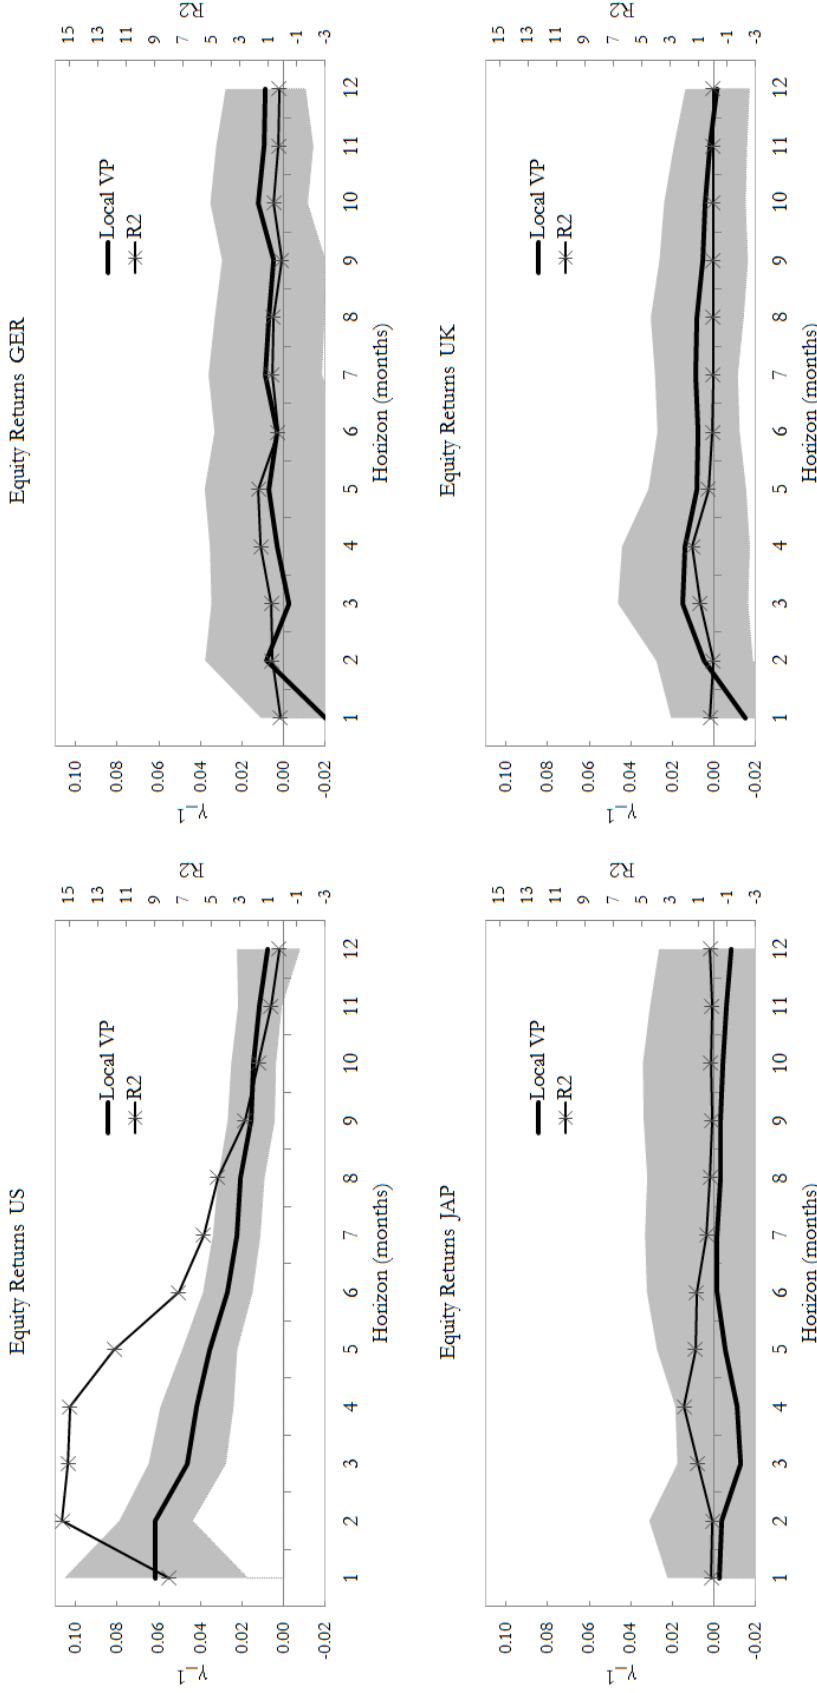 Equity Returns US
γ_1
0.10
0.08
0.06
0.04
0.02
0.00
-0.02
Local VP
R2
15
13
11
9
7
5
3
1
-1
-3
R2
1 2 3 4 5 6 7 8 9 10 11 12
Horizon (months)
Equity Returns GER
γ_1
0.10
0.08
0.06
0.04
0.02
0.00
-0.02
Local VP
R2
15
13
11
9
7
5
3
1
-1
-3
R2
1 2 3 4 5 6 7 8 9 10 11 12
Horizon (months)
Equity Returns JAP
γ_1
0.10
0.08
0.06
0.04
0.02
0.00
-0.02
Local VP
R2
15
13
11
9
7
5
3
1
-1
-3
R2
1 2 3 4 5 6 7 8 9 10 11 12
Horizon (months)
Equity Returns UK
γ_1
0.10
0.08
0.06
0.04
0.02
0.00
-0.02
Local VP
R2
15
13
11
9
7
5
3
1
-1
-3
R2
1 2 3 4 5 6 7 8 9 10 11 12
Horizon (months)